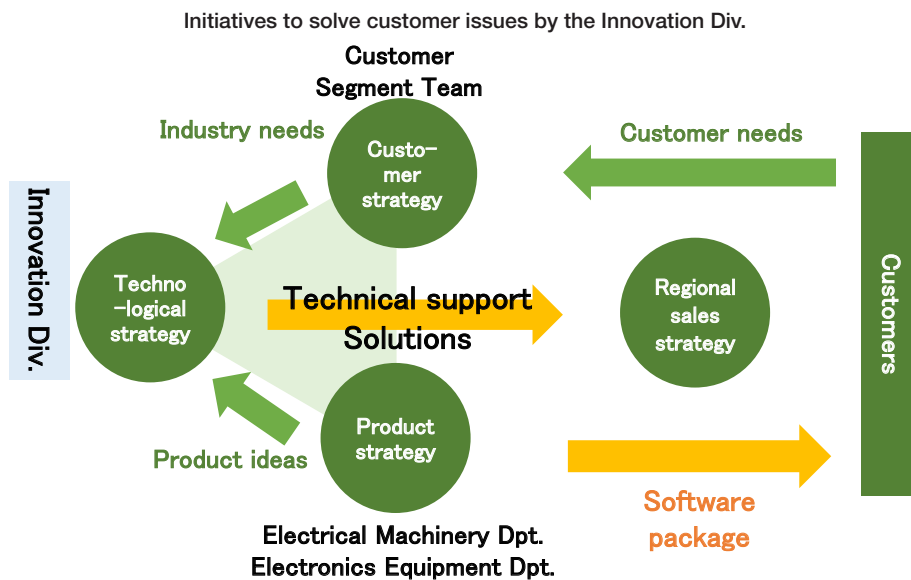 Initiatives to solve customer issues by the Innovation Div.
Customer
Segment Team
Industry needs
Custo-
mer
strategy
Customer needs
Innovation Div.
Techno
-logical
strategy
Technical support
Solutions
Regional
sales
strategy
Customers
Product
strategy
Product ideas
Software
package
Electrical Machinery Dpt.
Electronics Equipment Dpt.